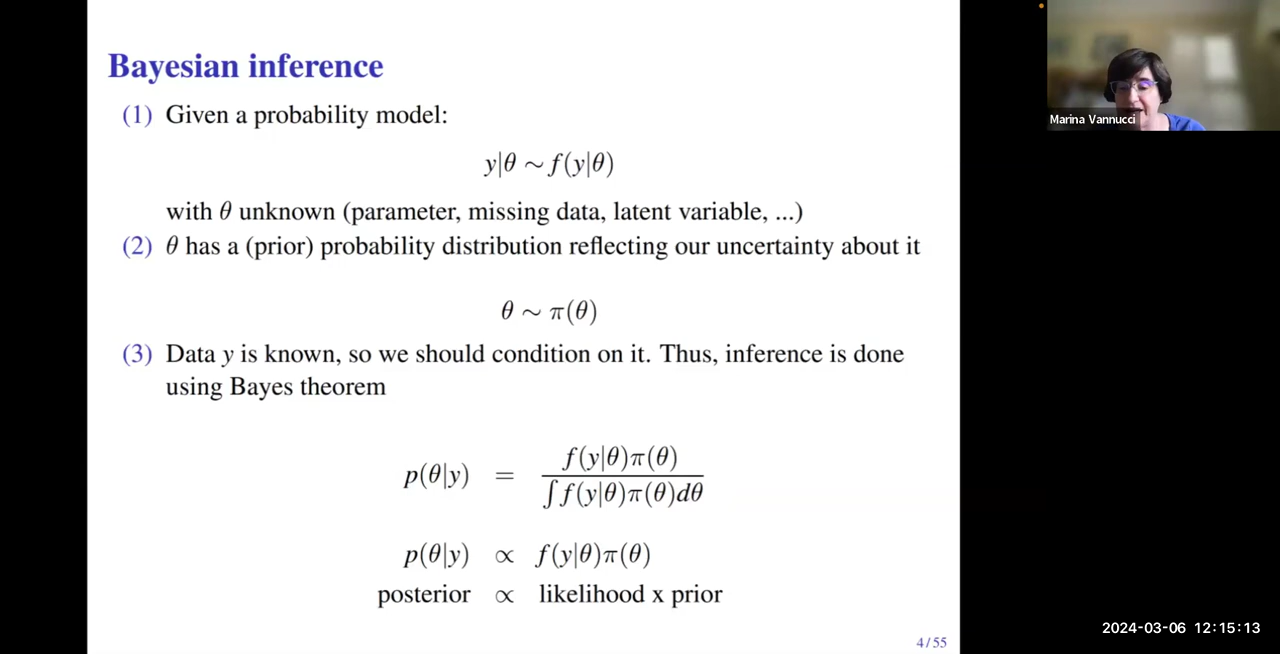 Bayesian inference
(1) Given a probability model:
y|θ ∼ f(y|θ)
with θ unknown (parameter, missing data, latent variable, ...)
(2) θ has a (prior) probability distribution reflecting our uncertainty about it
θ ∼ π(θ)
(3) Data y is known, so we should condition on it. Thus, inference is done
using Bayes theorem
p(θ|y) = f(y|θ)π(θ) / ∫ f(y|θ)π(θ)dθ
p(θ|y) ∝ f(y|θ)π(θ)
posterior ∝ likelihood x prior
4/55
Marina Vannucci
2024-03-06 12:15:13